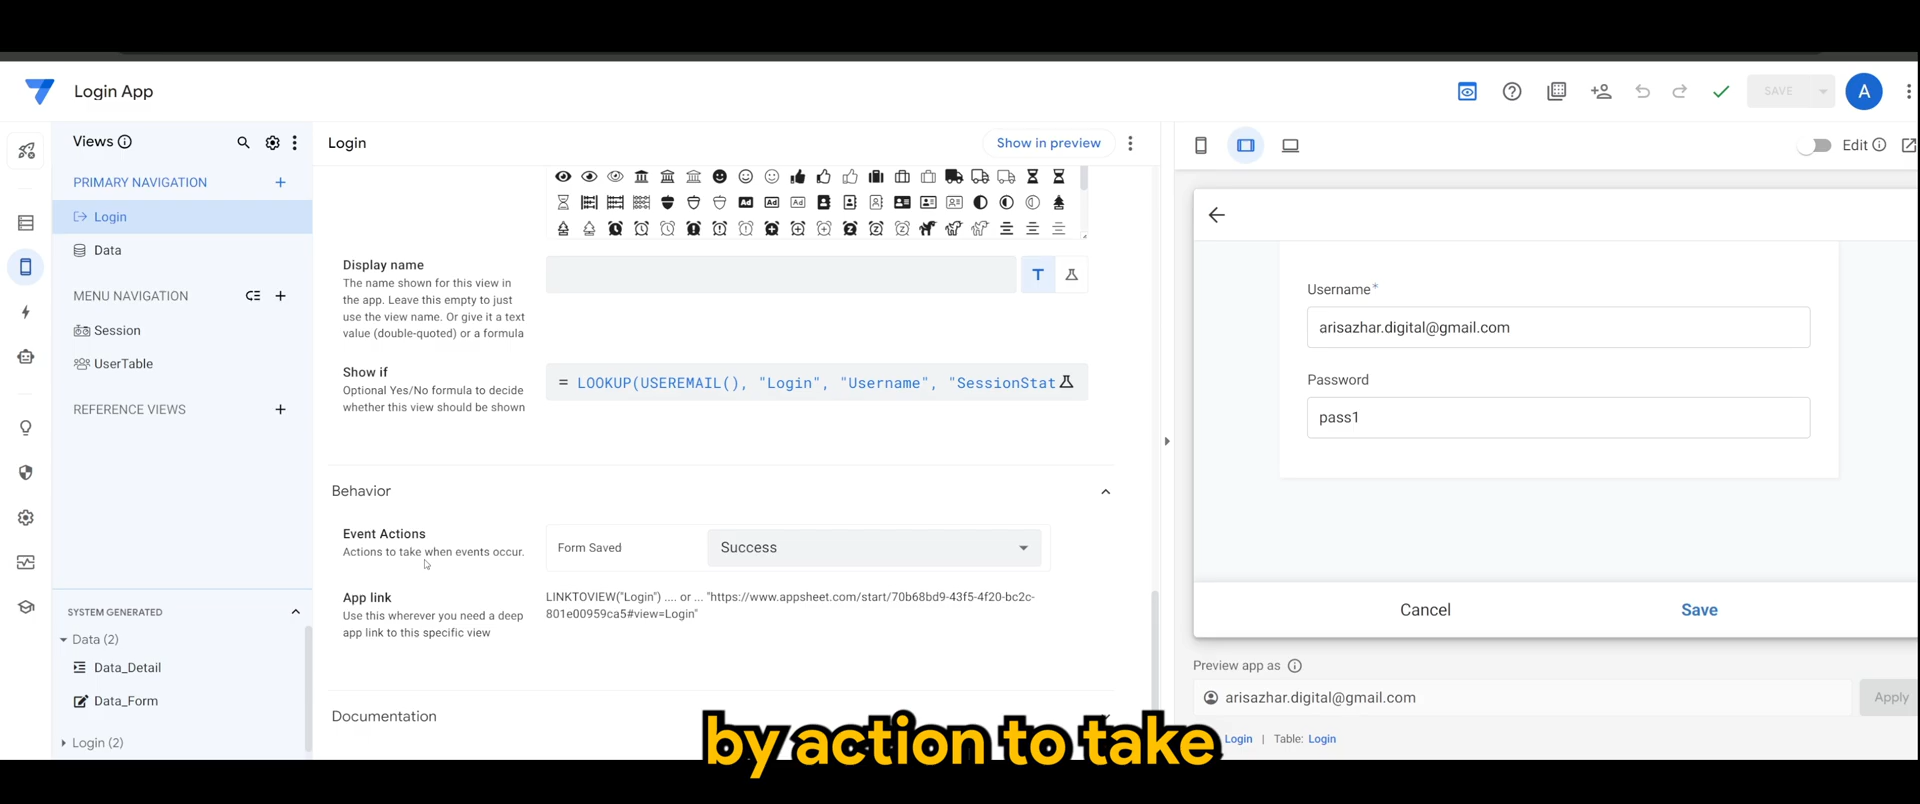 Login App
SAVE
A
Views
PRIMARY NAVIGATION
Login
Data
MENU NAVIGATION
Session
UserTable
REFERENCE VIEWS
SYSTEM GENERATED
Data (2)
Data_Detail
Data_Form
Login (2)
Login
Show in preview
Display name
The name shown for this view in
the app. Leave this empty to just
use the view name. Or give it a text
value (double-quoted) or a formula
Show if
Optional Yes/No formula to decide
whether this view should be shown
= LOOKUP(USEREMAIL(), "Login", "Username", "SessionStat
Behavior
Event Actions
Actions to take when events occur.
Form Saved
Success
App link
Use this wherever you need a deep
app link to this specific view
LINKTOVIEW("Login") .... or ... "https://www.appsheet.com/start/70b68bd9-43f5-4f20-bc2c-
801e00959ca5#view=Login"
Documentation
Edit
Username*
arisazhar.digital@gmail.com
Password
pass1
Cancel
Save
Preview app as
arisazhar.digital@gmail.com
Apply
Login | Table: Login
by action to take